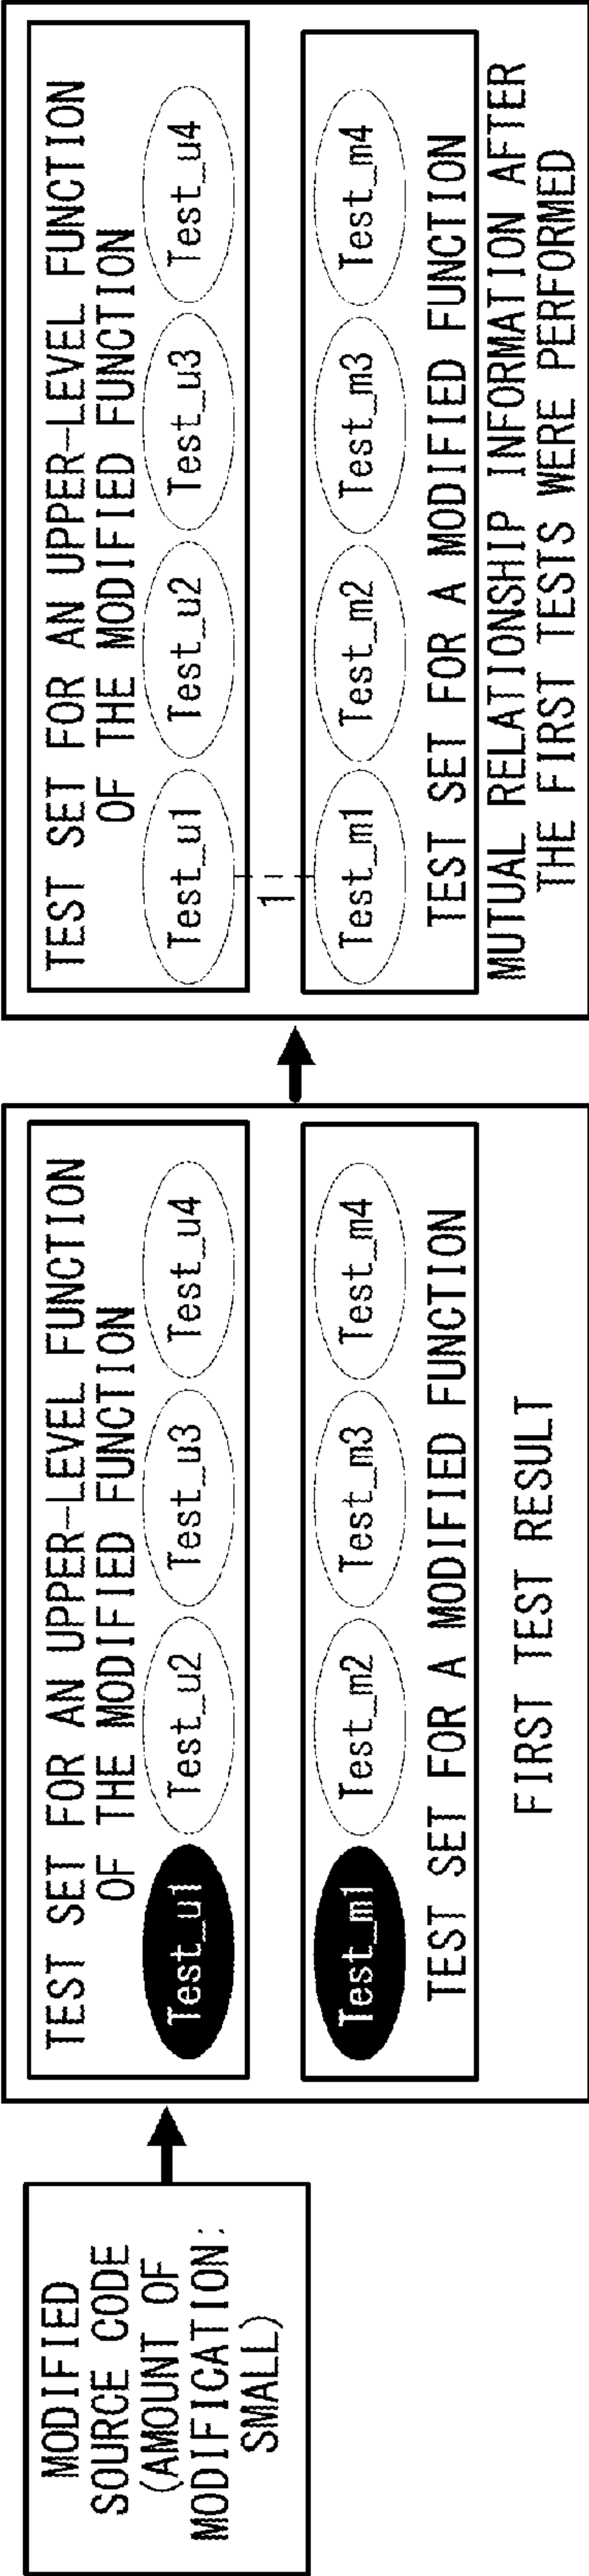 MODIFIED
SOURCE CODE
(AMOUNT OF
MODIFICATION:
SMALL)
TEST SET FOR AN UPPER-LEVEL FUNCTION
OF THE MODIFIED FUNCTION
Test_u1 Test_u2 Test_u3 Test_u4
Test_m1 Test_m2 Test_m3 Test_m4
TEST SET FOR A MODIFIED FUNCTION
FIRST TEST RESULT
TEST SET FOR AN UPPER-LEVEL FUNCTION
OF THE MODIFIED FUNCTION
Test_u1 Test_u2 Test_u3 Test_u4
1
Test_m1 Test_m2 Test_m3 Test_m4
TEST SET FOR A MODIFIED FUNCTION
MUTUAL RELATIONSHIP INFORMATION AFTER
THE FIRST TESTS WERE PERFORMED